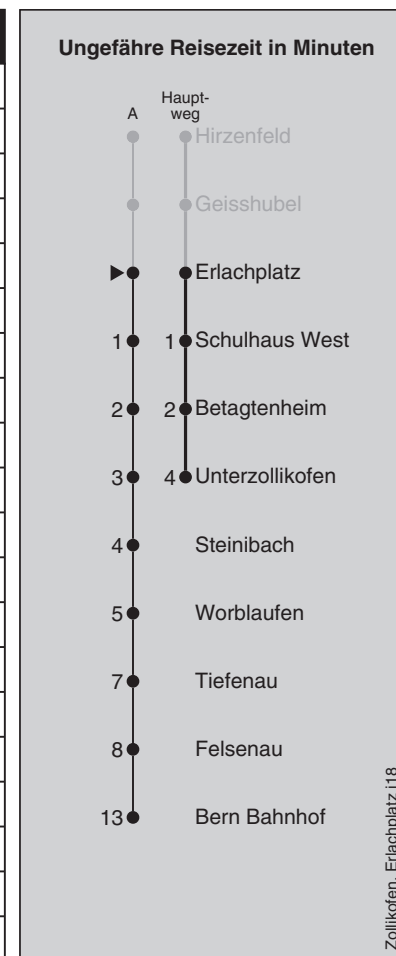 Ungefähre Reisezeit in Minuten
A
Haupt-
weg
Hirzenfeld
Geisshubel
Erlachplatz
1 1 Schulhaus West
2 2 Betagtenheim
3 4 Unterzollikofen
4 Steinibach
5 Worblaufen
7 Tiefenau
8 Felsenau
13 Bern Bahnhof
Zollikofen, Erlachplatz j18